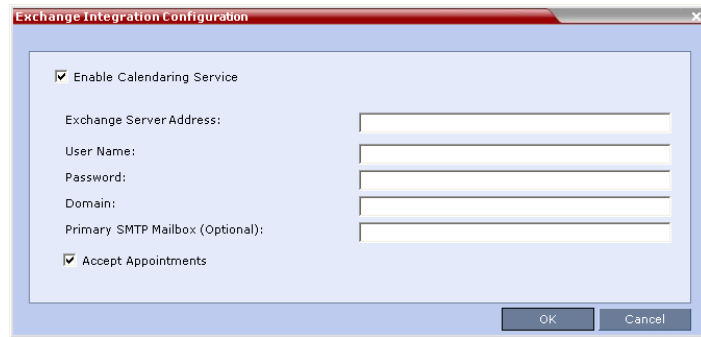 Exchange Integration Configuration
Enable Calendaring Service
Exchange Server Address:
User Name:
Password:
Domain:
Primary SMTP Mailbox (Optional):
Accept Appointments
OK Cancel